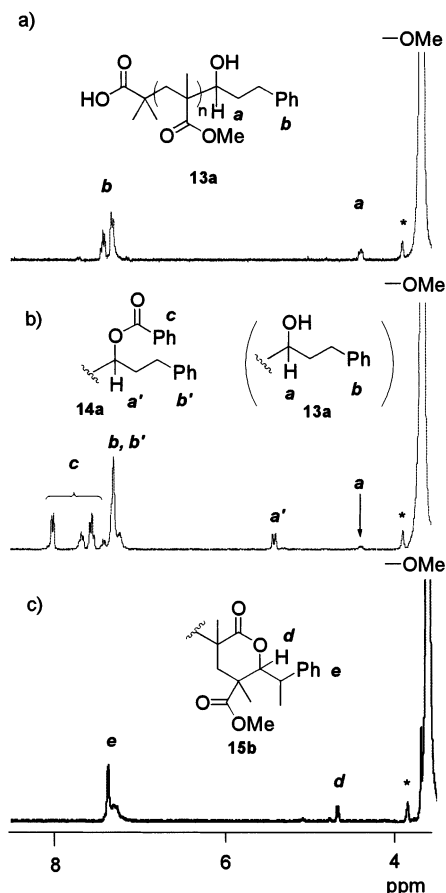 a)
—OMe
O
OH
HO
n
H
Ph
a
b
O
OMe
13a
b
a
*
—OMe
b)
O
c
O
Ph
Ph
H
14a
a'
b'
OH
Ph
H
a
b
13a
b, b'
c
a'
a
*
—OMe
c)
O
O
d
H
Ph
e
O
OMe
15b
e
d
*
8
6
4
ppm